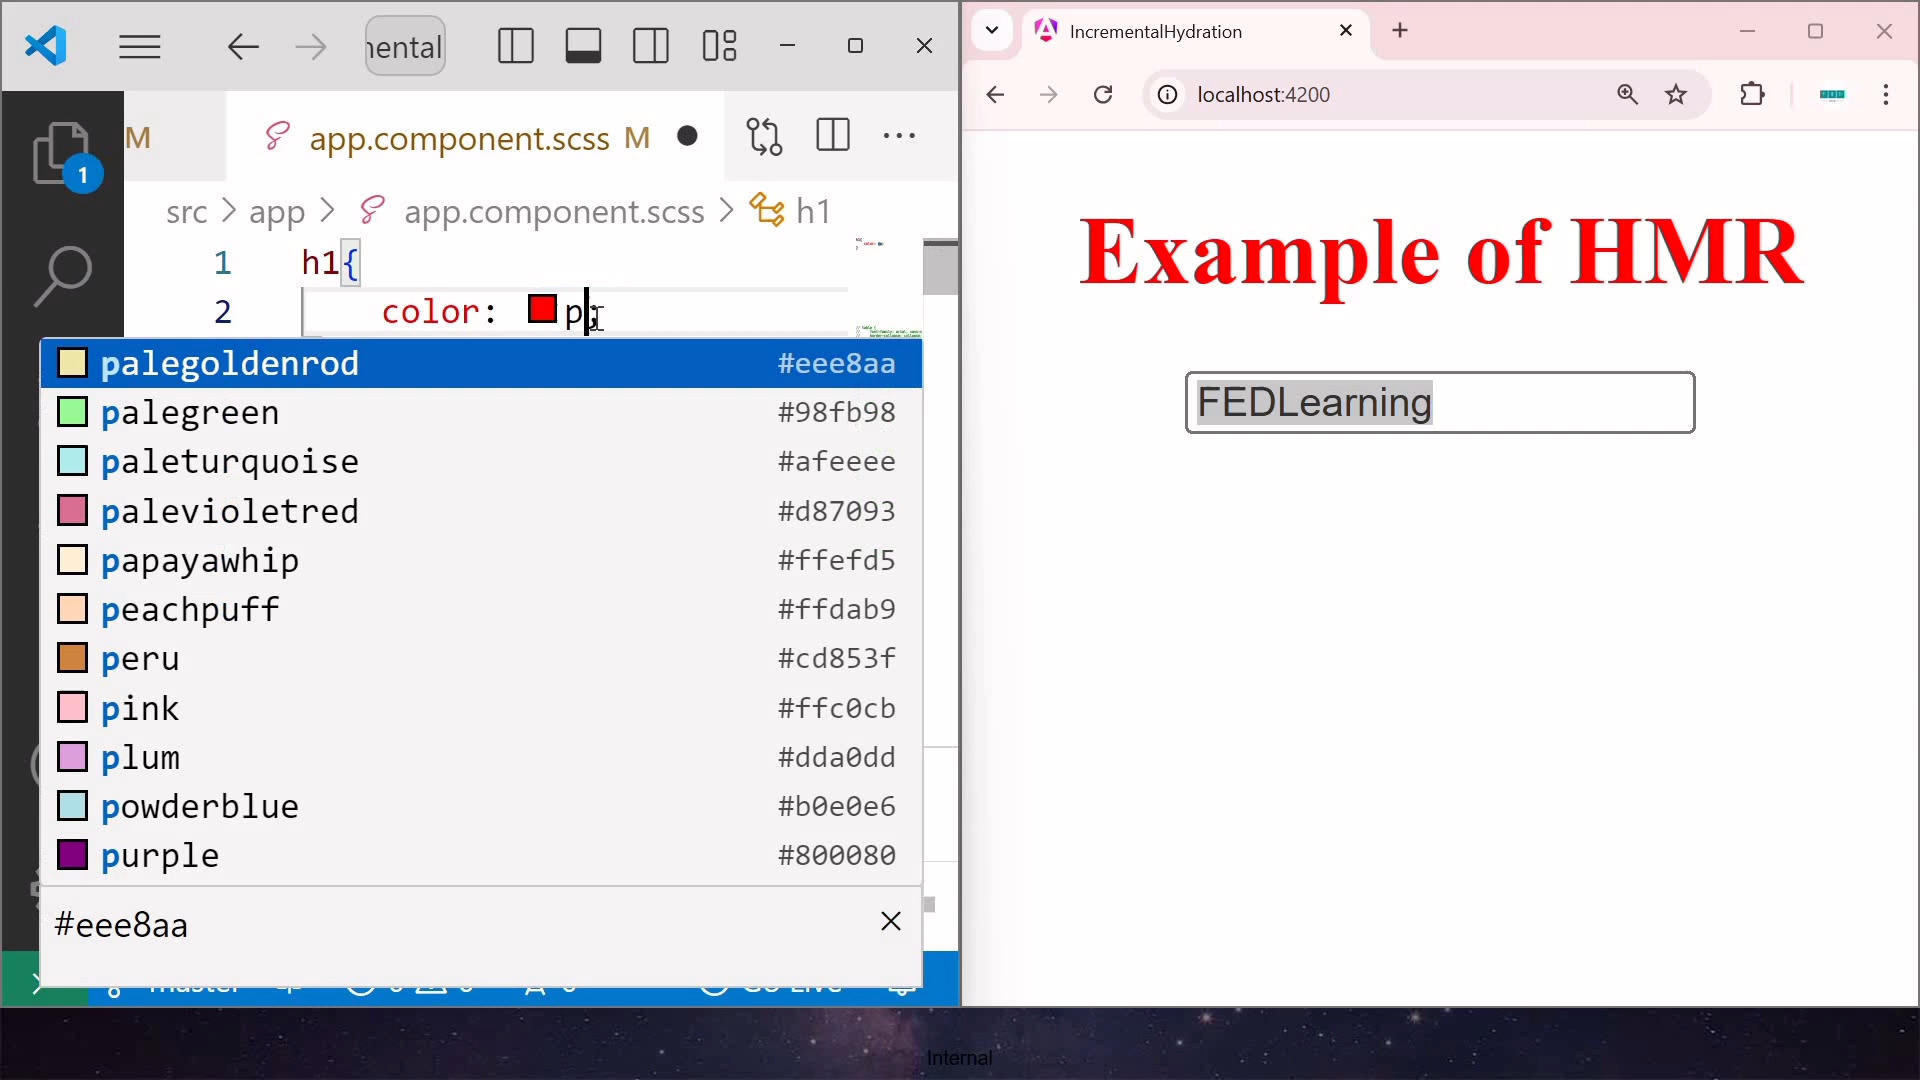 mental
IncrementalHydration
localhost:4200
M
app.component.scss M
1
src > app > app.component.scss > h1
1 h1{
2 color: p;
palegoldenrod #eee8aa
palegreen #98fb98
paleturquoise #afeeee
palevioletred #d87093
papayawhip #ffefd5
peachpuff #ffdab9
peru #cd853f
pink #ffc0cb
plum #dda0dd
powderblue #b0e0e6
purple #800080
#eee8aa
Example of HMR
FEDLearning
Internal